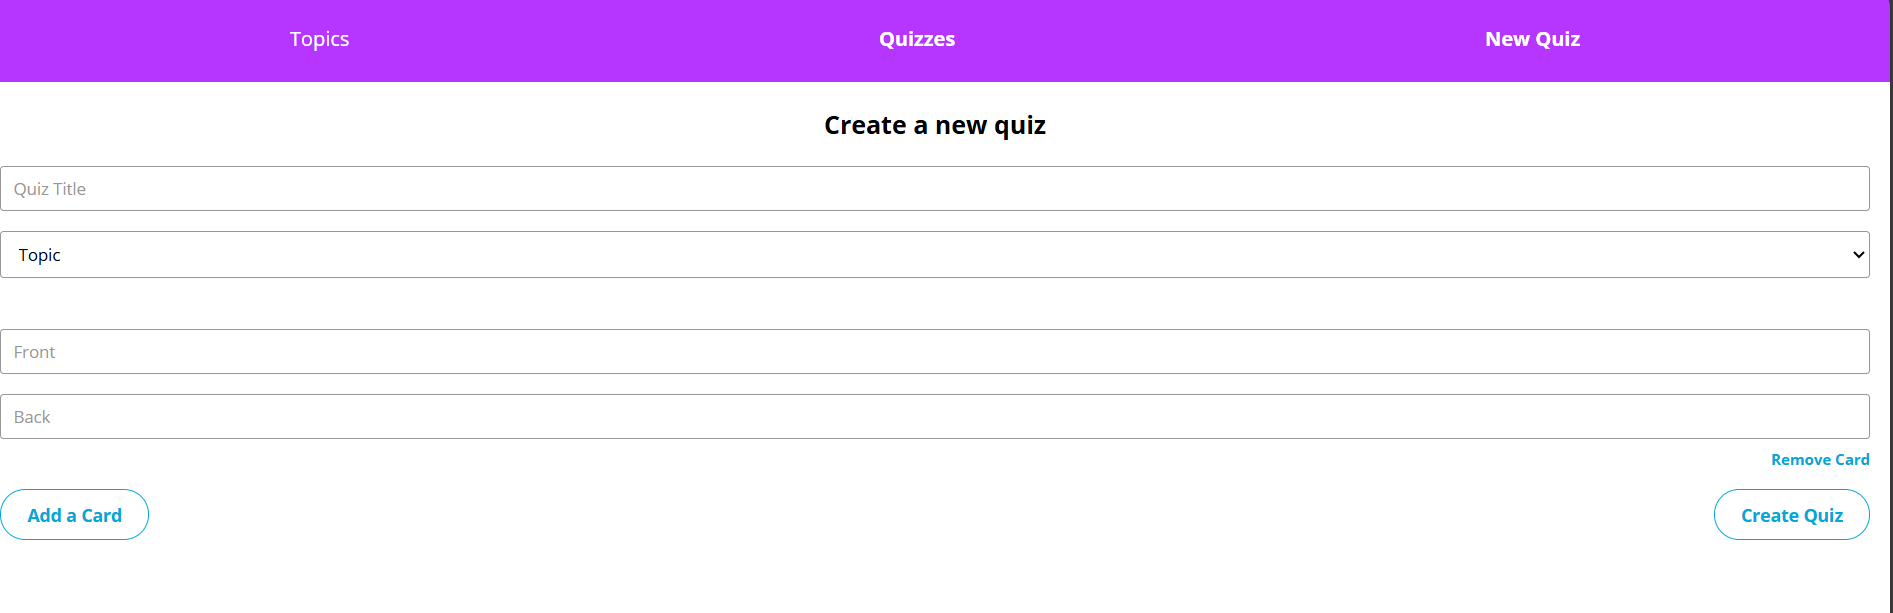 Topics Quizzes New Quiz
Create a new quiz
Quiz Title
Topic
Front
Back
Remove Card
Add a Card Create Quiz